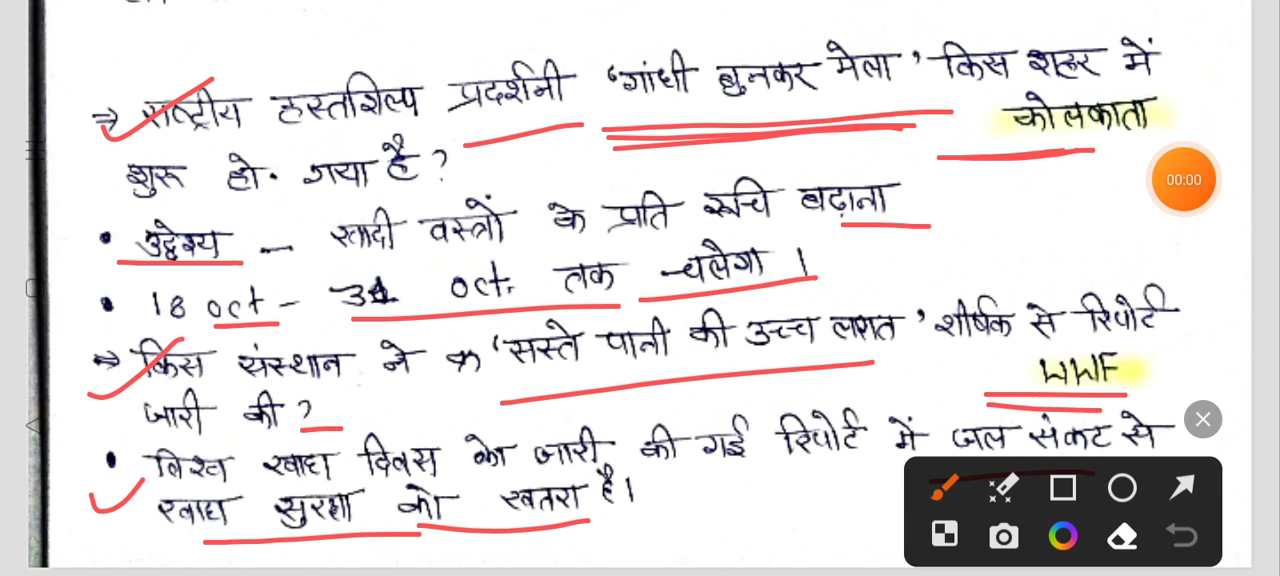 ⇒ राष्ट्रीय हस्तशिल्प प्रदर्शनी 'गांधी बुनकर मेला' किस शहर में
कोलकाता
शुरू हो. गया है ?
00:00
• उद्देश्य – खादी वस्त्रों के प्रति रूचि बढ़ाना
• 18 oct - 31 oct. तक चलेगा ।
⇒ किस संस्थान ने 'सस्ते पानी की उच्च लागत' शीर्षक से रिपोर्ट
WWF
जारी की ?
• विश्व खाद्य दिवस को जारी की गई रिपोर्ट में जल संकट से
खाद्य सुरक्षा को खतरा है।